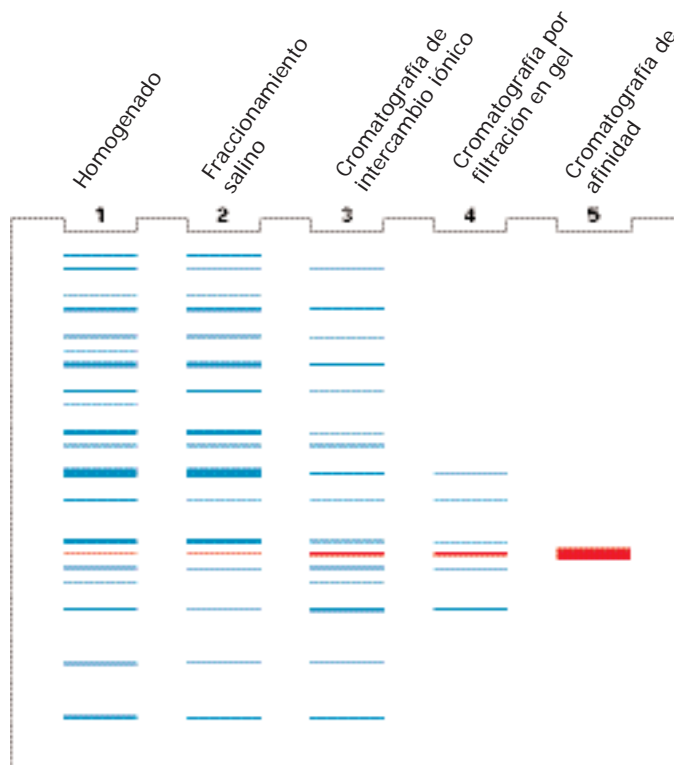 Homogenado
Fraccionamiento
salino
Cromatografía de
intercambio iónico
Cromatografía por
filtración en gel
Cromatografía de
afinidad
1 2 3 4 5